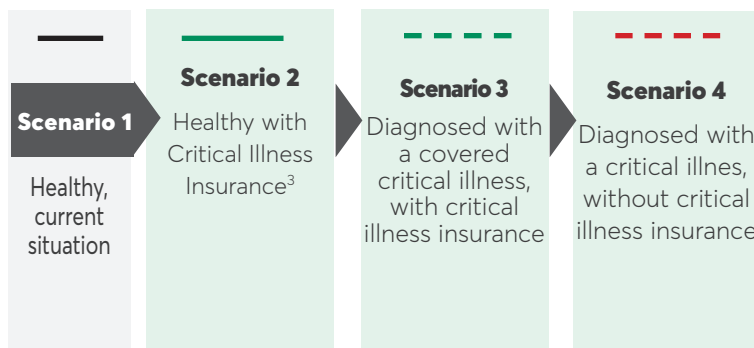 Scenario 1
Healthy,
current
situation
Scenario 2
Healthy with
Critical Illness
Insurance³
Scenario 3
Diagnosed with
a covered
critical illness,
with critical
illness insurance
Scenario 4
Diagnosed with
a critical illnes,
without critical
illness insurance